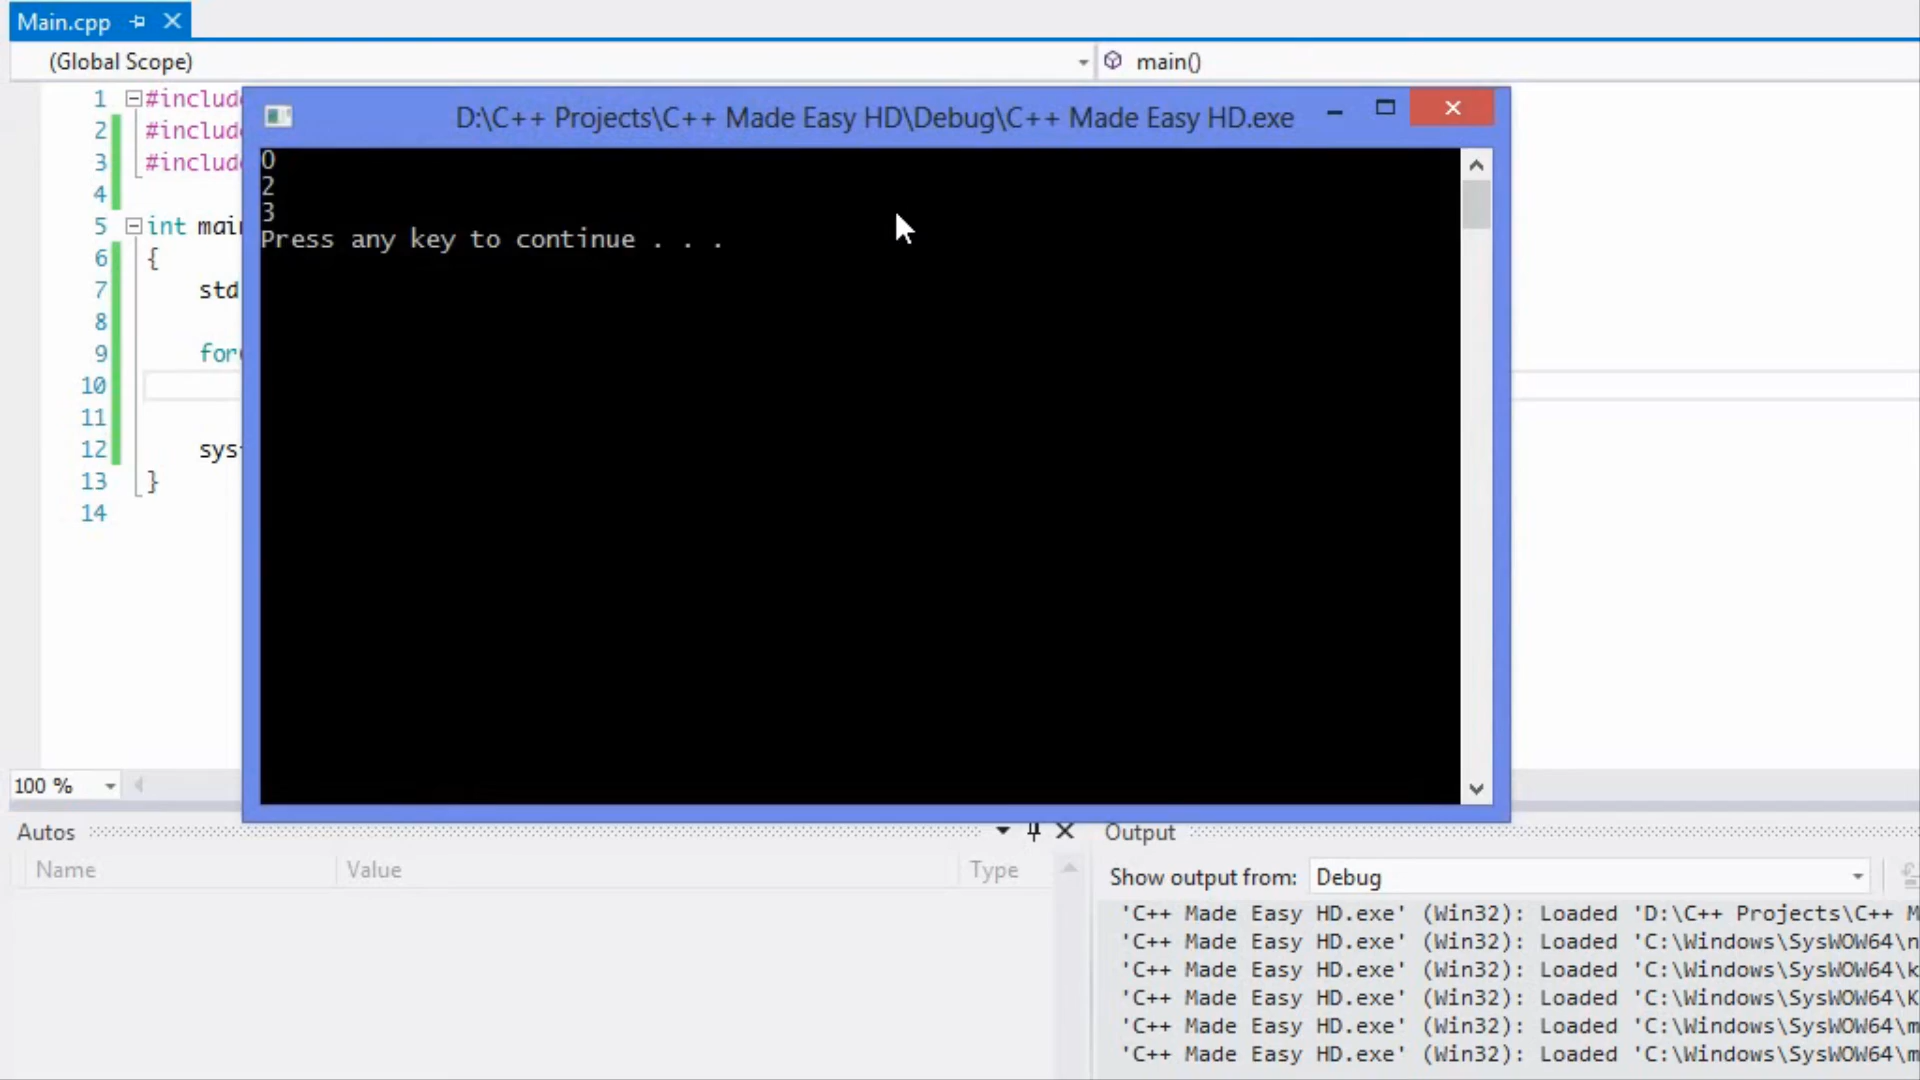 Main.cpp
(Global Scope)
main()
D:\C++ Projects\C++ Made Easy HD\Debug\C++ Made Easy HD.exe
1 #include
2 #include
3 #include
4
5 int main
6 {
7 std
8
9 for
10
11
12 syst
13 }
14
0
2
3
Press any key to continue . . .
100 %
Autos
Name Value Type
Output
Show output from: Debug
'C++ Made Easy HD.exe' (Win32): Loaded 'D:\C++ Projects\C++ M
'C++ Made Easy HD.exe' (Win32): Loaded 'C:\Windows\SysWOW64\n
'C++ Made Easy HD.exe' (Win32): Loaded 'C:\Windows\SysWOW64\k
'C++ Made Easy HD.exe' (Win32): Loaded 'C:\Windows\SysWOW64\K
'C++ Made Easy HD.exe' (Win32): Loaded 'C:\Windows\SysWOW64\m
'C++ Made Easy HD.exe' (Win32): Loaded 'C:\Windows\SysWOW64\m